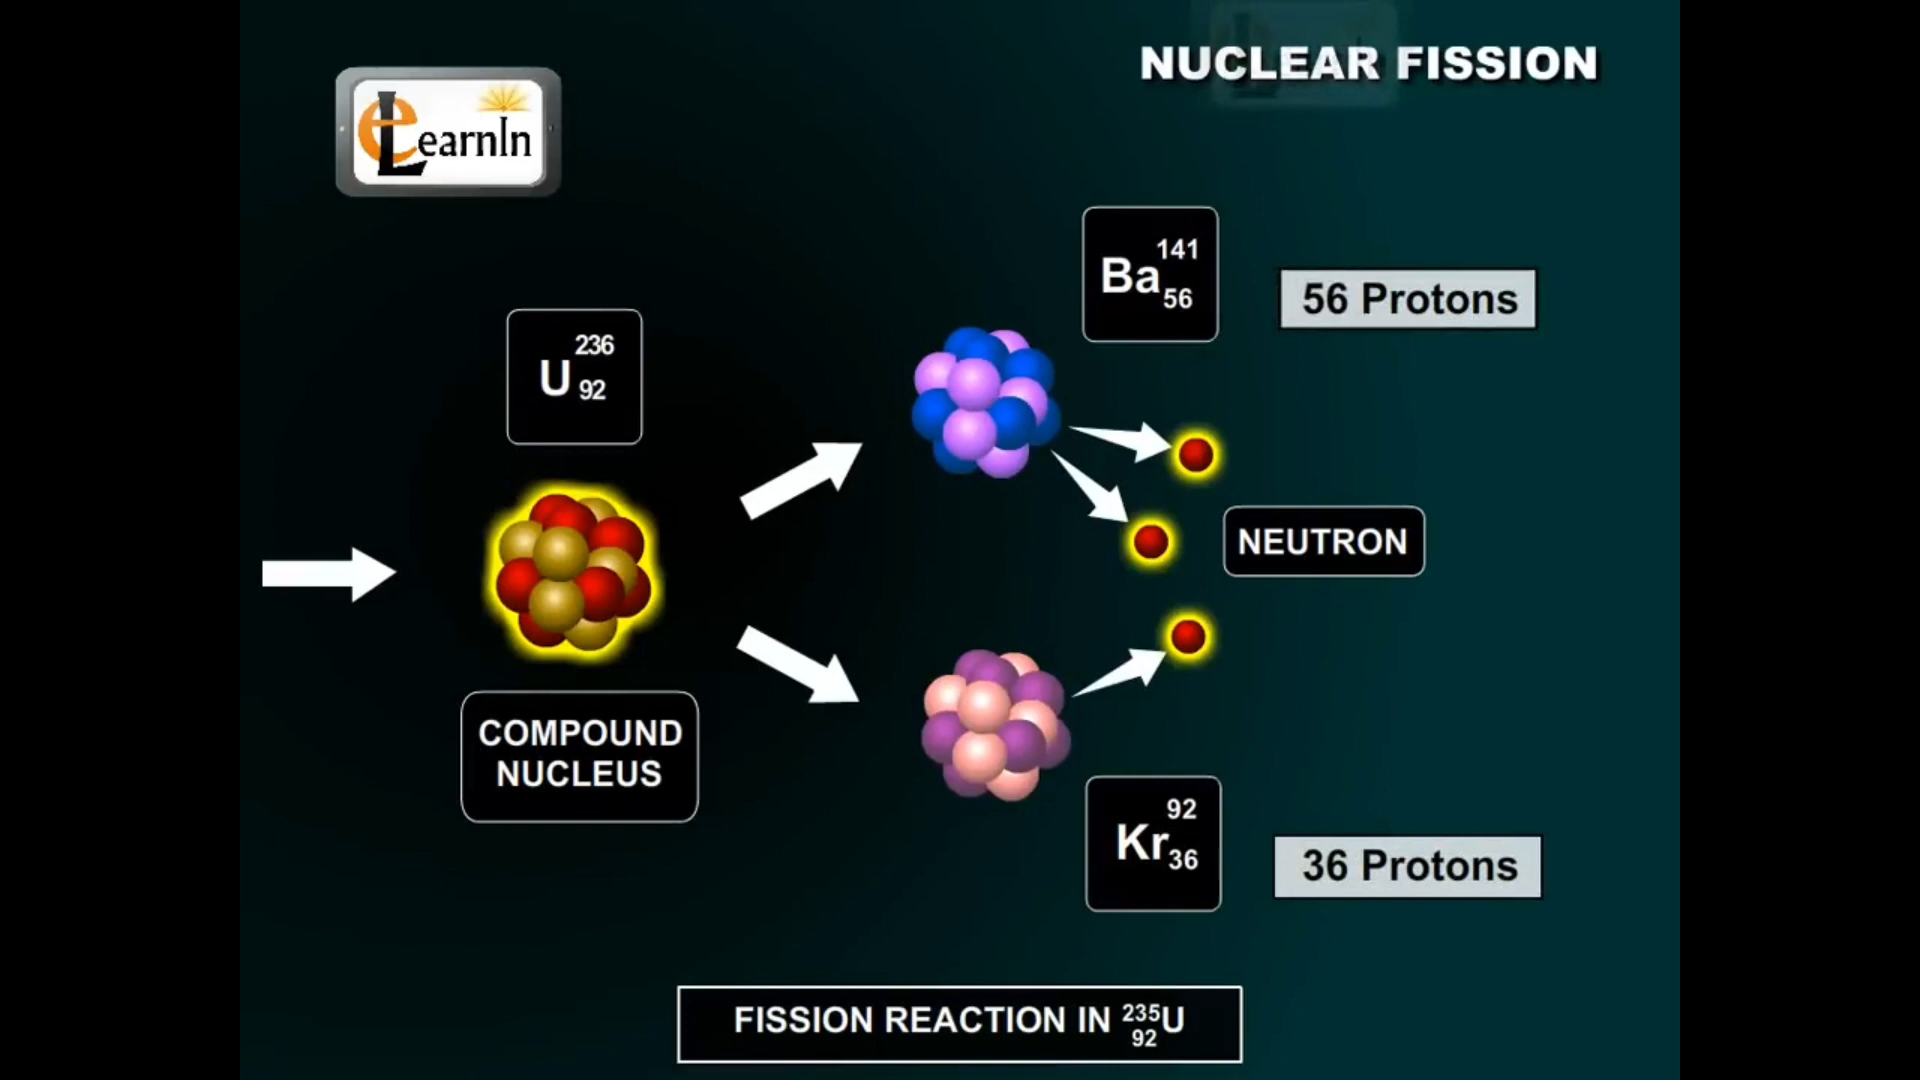 NUCLEAR FISSION
eLearnIn
141
Ba
56
56 Protons
236
U
92
NEUTRON
COMPOUND
NUCLEUS
92
Kr
36
36 Protons
FISSION REACTION IN 235 92 U